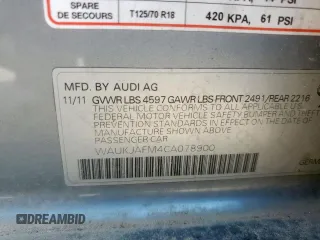 SPARE
DE SECOURS T125/70 R18 420 KPA, 61 PSI
MFD. BY AUDI AG
11/11 GVWR LBS 4597 GAWR LBS FRONT 2491/REAR 2216
THIS VEHICLE CONFORMS TO ALL APPLICABLE
FEDERAL MOTOR VEHICLE SAFETY
BUMPER AND THEFT PREVENTION STANDARDS
IN EFFECT ON THE DATE OF
MANUFACTURE SHOWN ABOVE
PASSENGER CAR
WAUKJAFM4CA078900